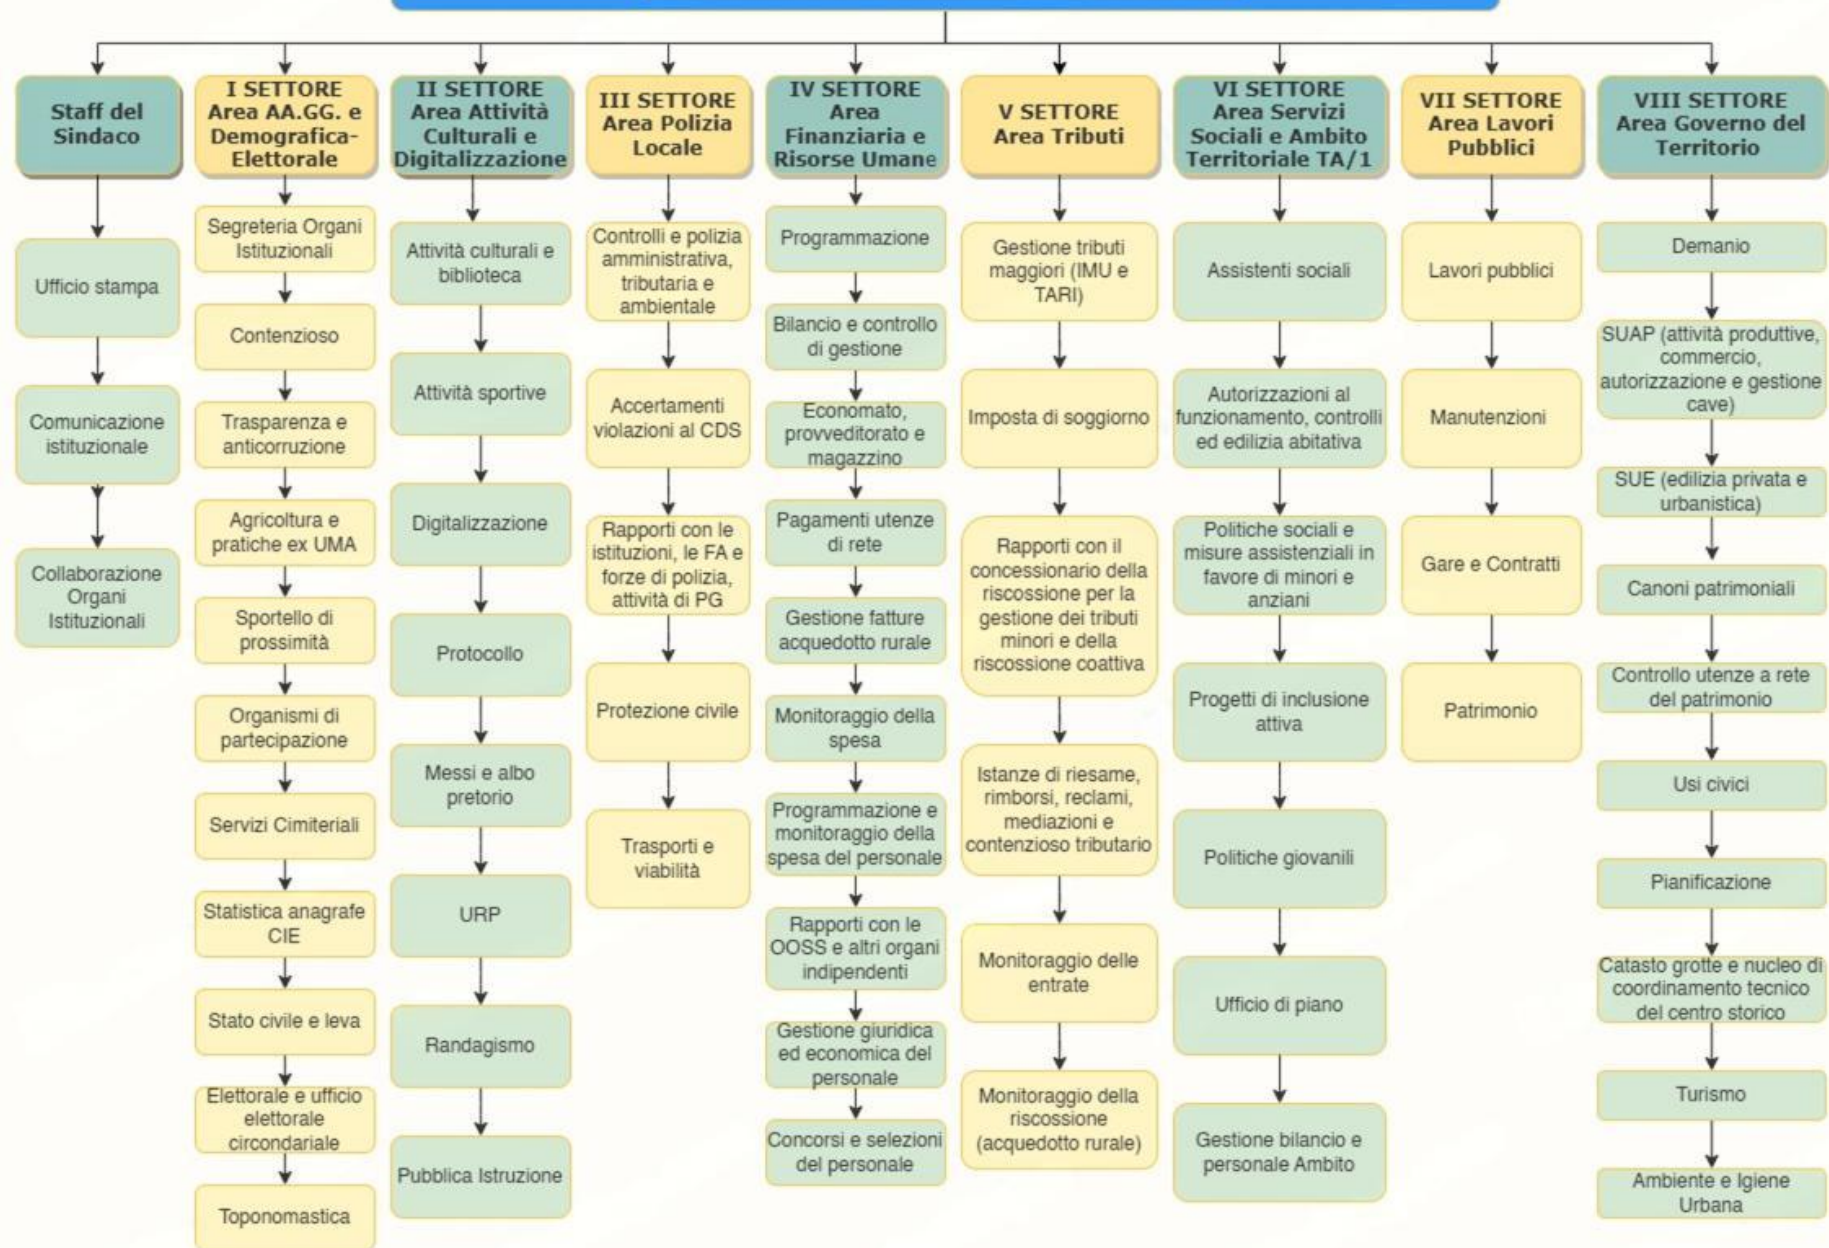 Staff del
Sindaco
Ufficio stampa
Comunicazione
istituzionale
Collaborazione
Organi
Istituzionali
I SETTORE
Area AA.GG. e
Demografica-
Elettorale
Segreteria Organi
Istituzionali
Contenzioso
Trasparenza e
anticorruzione
Agricoltura e
pratiche ex UMA
Sportello di
prossimità
Organismi di
partecipazione
Servizi Cimiteriali
Statistica anagrafe
CIE
Stato civile e leva
Elettorale e ufficio
elettorale
circondariale
Toponomastica
II SETTORE
Area Attività
Culturali e
Digitalizzazione
Attività culturali e
biblioteca
Attività sportive
Digitalizzazione
Protocollo
Messi e albo
pretorio
URP
Randagismo
Pubblica Istruzione
III SETTORE
Area Polizia
Locale
Controlli e polizia
amministrativa,
tributaria e
ambientale
Accertamenti
violazioni al CDS
Rapporti con le
istituzioni, le FA e
forze di polizia,
attività di PG
Protezione civile
Trasporti e
viabilità
IV SETTORE
Area
Finanziaria e
Risorse Umane
Programmazione
Bilancio e controllo
di gestione
Economato,
provveditorato e
magazzino
Pagamenti utenze
di rete
Gestione fatture
acquedotto rurale
Monitoraggio della
spesa
Programmazione e
monitoraggio della
spesa del personale
Rapporti con le
OOSS e altri organi
indipendenti
Gestione giuridica
ed economica del
personale
Concorsi e selezioni
del personale
V SETTORE
Area Tributi
Gestione tributi
maggiori (IMU e
TARI)
Imposta di soggiorno
Rapporti con il
concessionario della
riscossione per la
gestione dei tributi
minori e della
riscossione coattiva
Istanze di riesame,
rimborsi, reclami,
mediazioni e
contenzioso tributario
Monitoraggio delle
entrate
Monitoraggio della
riscossione
(acquedotto rurale)
VI SETTORE
Area Servizi
Sociali e Ambito
Territoriale TA/1
Assistenti sociali
Autorizzazioni al
funzionamento, controlli
ed edilizia abitativa
Politiche sociali e
misure assistenziali in
favore di minori e
anziani
Progetti di inclusione
attiva
Politiche giovanili
Ufficio di piano
Gestione bilancio e
personale Ambito
VII SETTORE
Area Lavori
Pubblici
Lavori pubblici
Manutenzioni
Gare e Contratti
Patrimonio
VIII SETTORE
Area Governo del
Territorio
Demanio
SUAP (attività produttive,
commercio,
autorizzazione e gestione
cave)
SUE (edilizia privata e
urbanistica)
Canoni patrimoniali
Controllo utenze a rete
del patrimonio
Usi civici
Pianificazione
Catasto grotte e nucleo di
coordinamento tecnico
del centro storico
Turismo
Ambiente e Igiene
Urbana